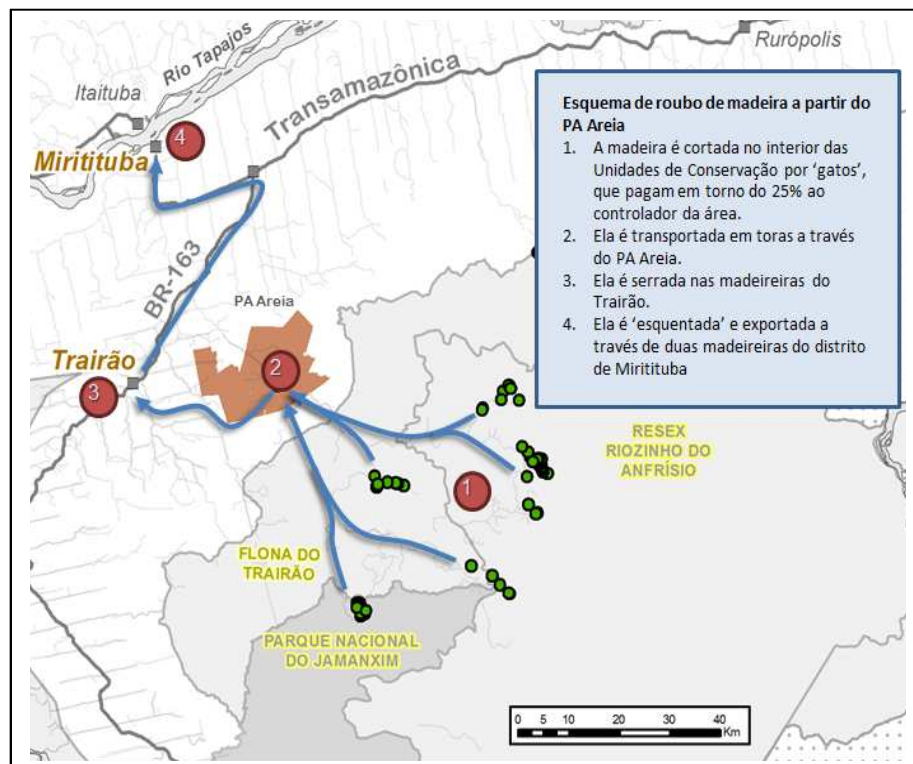 Rurópolis
Rio Tapajos
Itaituba
Transamazônica
4
Miritituba
Esquema de roubo de madeira a partir do
PA Areia
1. A madeira é cortada no interior das
Unidades de Conservação por ‘gatos’,
que pagam em torno do 25% ao
controlador da área.
2. Ela é transportada em toras a través
do PA Areia.
3. Ela é serrada nas madeireiras do
Trairão.
4. Ela é ‘esquentada’ e exportada a
través de duas madeireiras do distrito
de Miritituba
BR-163
PA Areia
Trairão
2
3
1
RESEX
RIOZINHO DO
ANFRÍSIO
FLONA DO
TRAIRÃO
PARQUE NACIONAL
DO JAMANXIM
0 5 10 20 30 40
Km